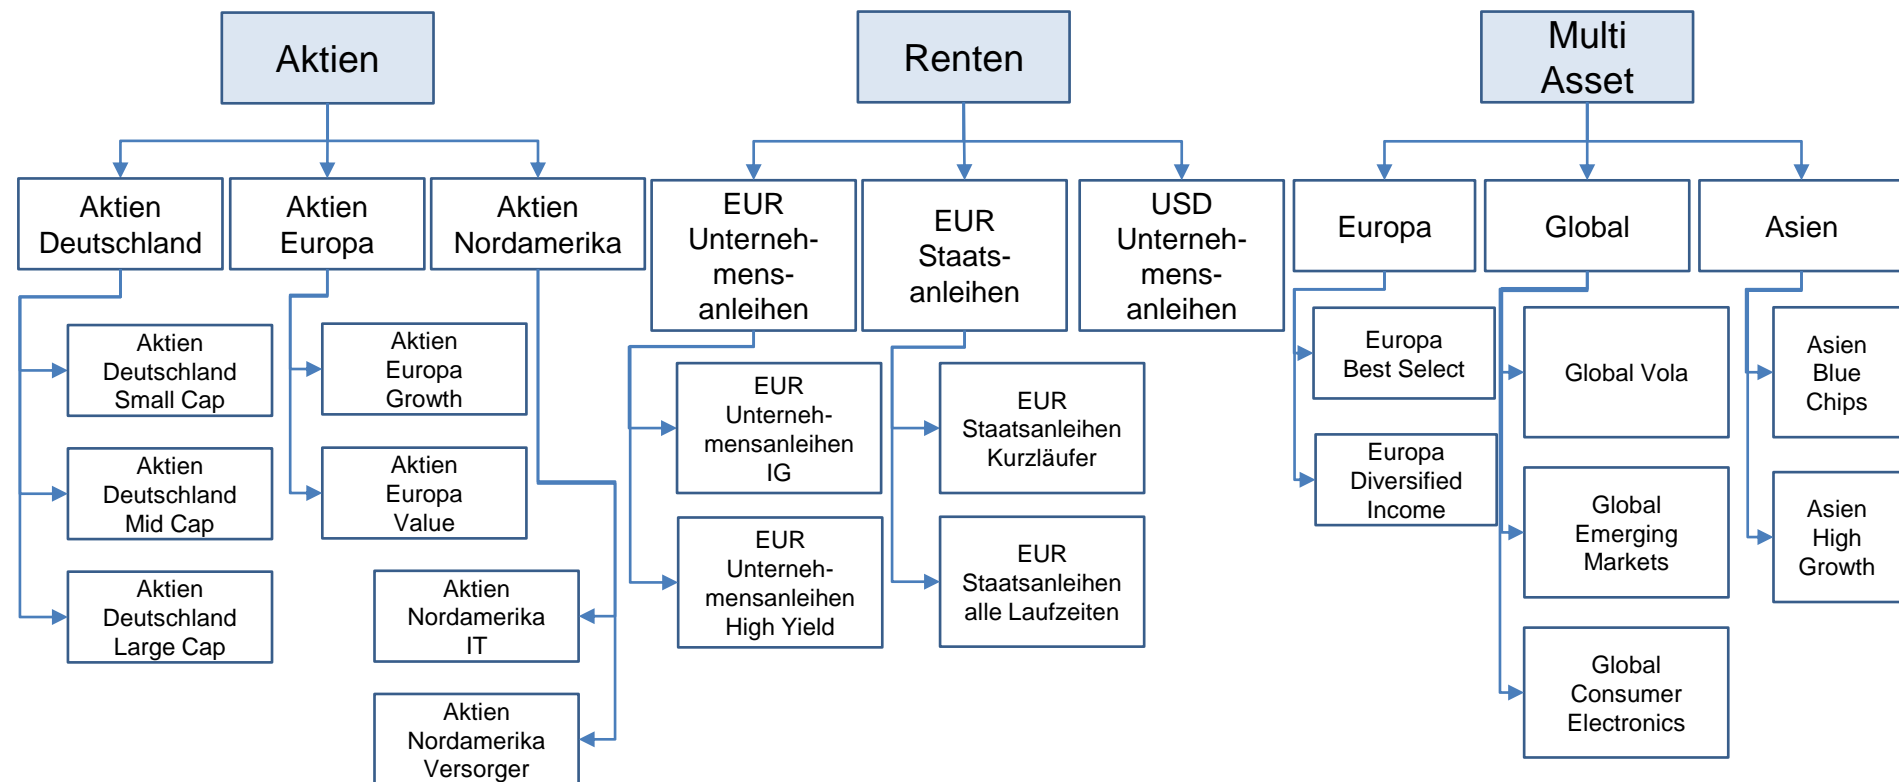 Aktien
Renten
Multi
Asset
Aktien
Deutschland
Aktien
Europa
Aktien
Nordamerika
EUR
Unterneh-
mens-
anleihen
EUR
Staats-
anleihen
USD
Unterneh-
mens-
anleihen
Europa
Global
Asien
Aktien
Deutschland
Small Cap
Aktien
Deutschland
Mid Cap
Aktien
Deutschland
Large Cap
Aktien
Europa
Growth
Aktien
Europa
Value
Aktien
Nordamerika
IT
Aktien
Nordamerika
Versorger
EUR
Unterneh-
mensanleihen
IG
EUR
Unterneh-
mensanleihen
High Yield
EUR
Staatsanleihen
Kurzläufer
EUR
Staatsanleihen
alle Laufzeiten
Europa
Best Select
Europa
Diversified
Income
Global Vola
Global
Emerging
Markets
Global
Consumer
Electronics
Asien
Blue
Chips
Asien
High
Growth